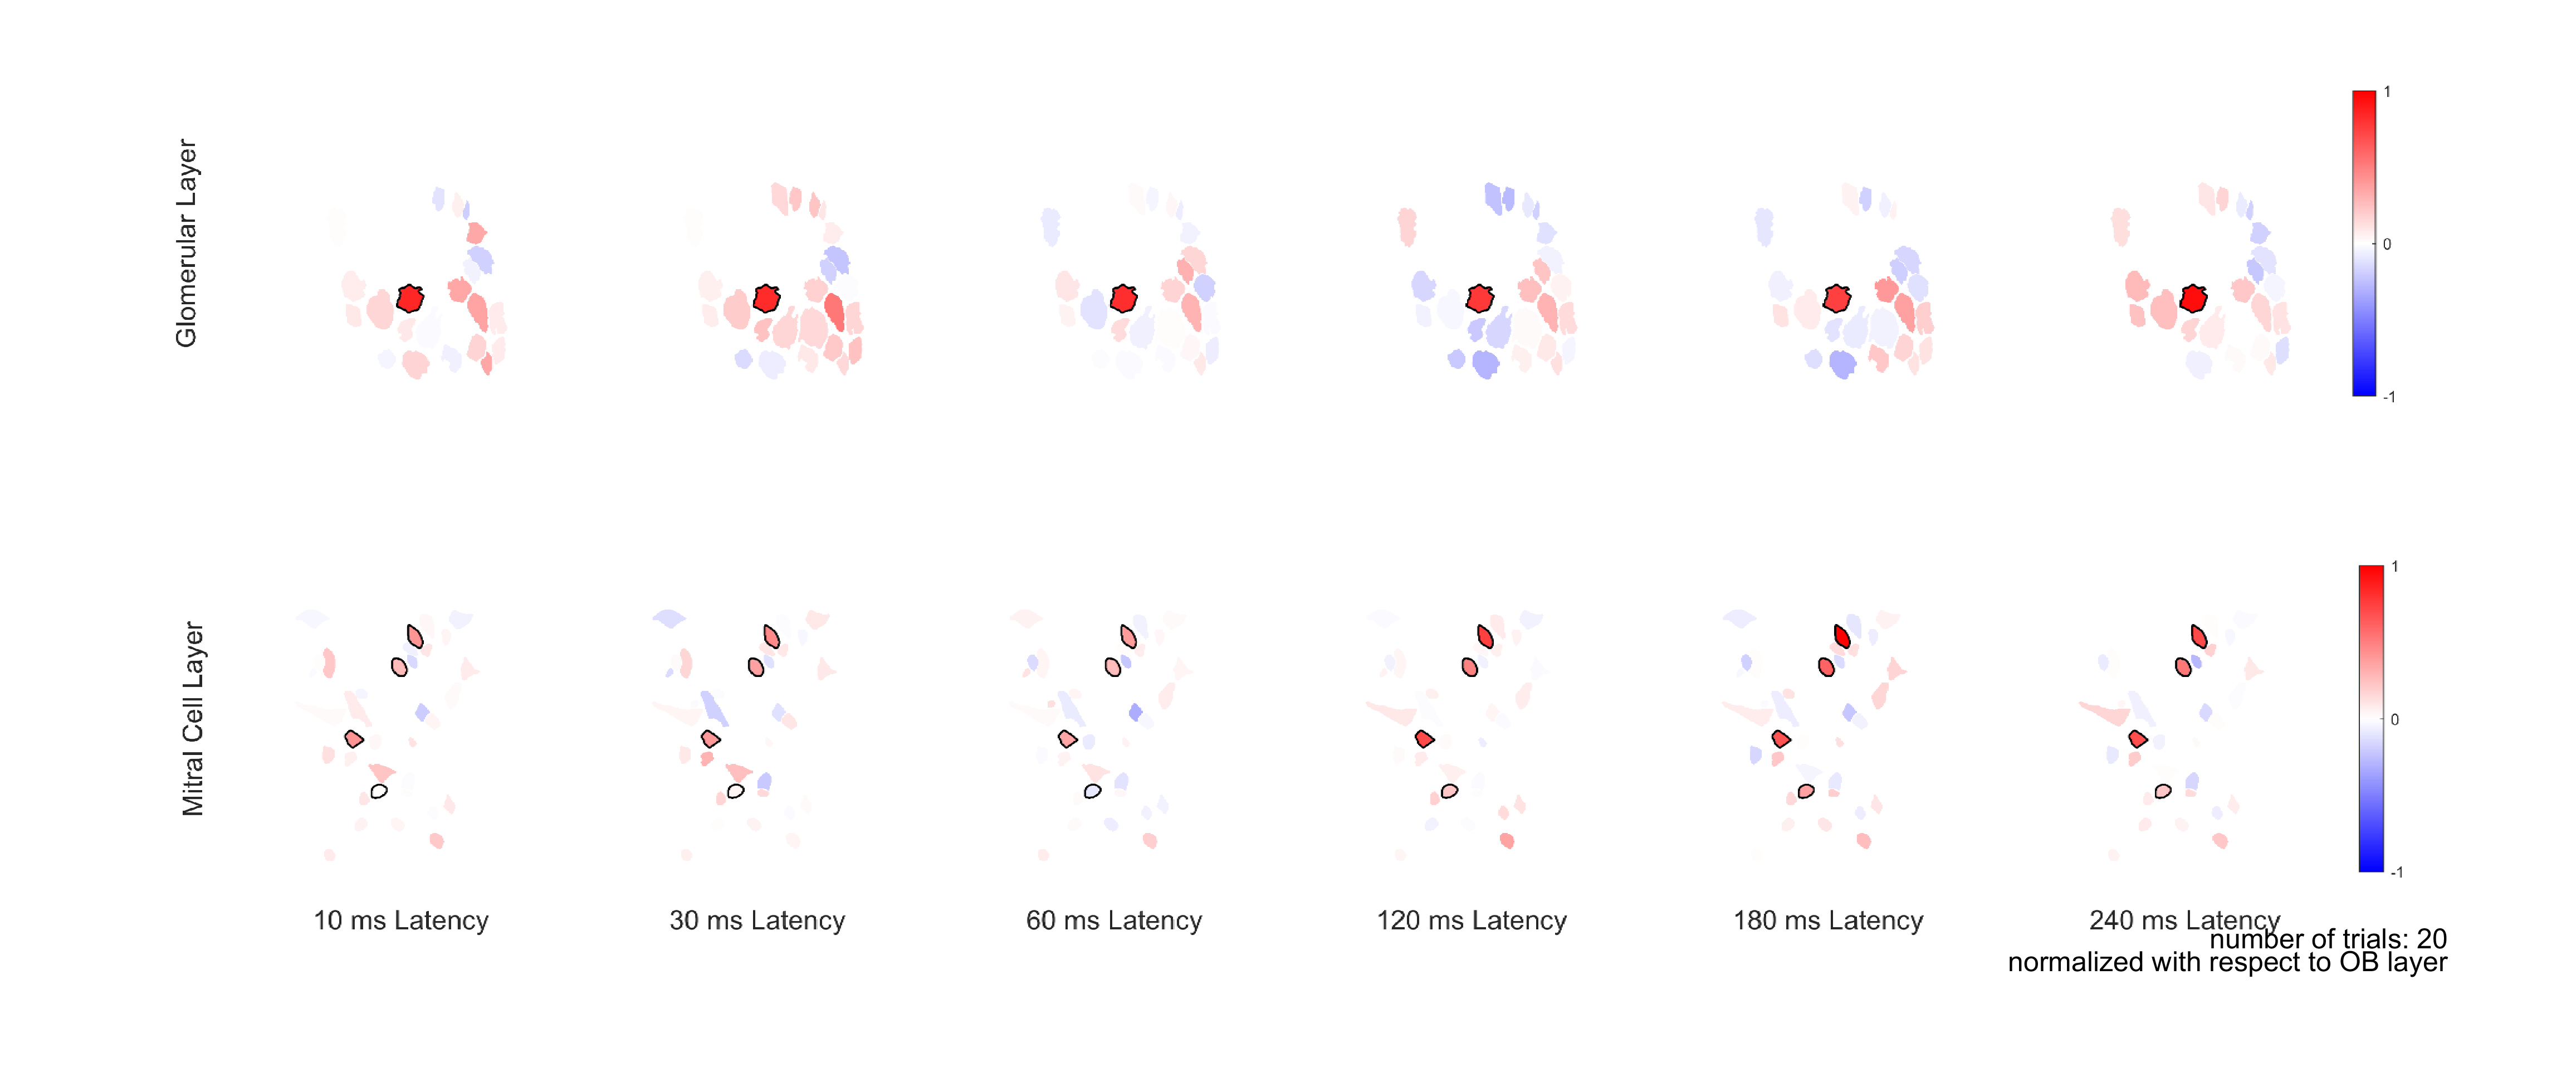 Glomerular Layer
1
0
-1
Mitral Cell Layer
1
0
-1
10 ms Latency
30 ms Latency
60 ms Latency
120 ms Latency
180 ms Latency
240 ms Latency
number of trials: 20
normalized with respect to OB layer